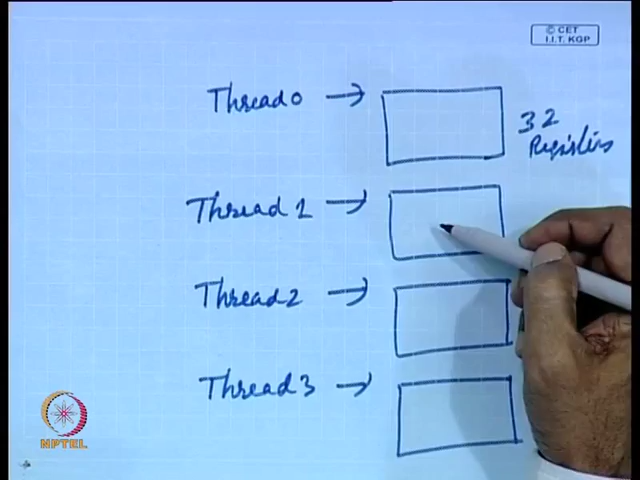 © CET
I.I.T. KGP
Thread 0
32
Registers
Thread 1
Thread 2
Thread 3
NPTEL